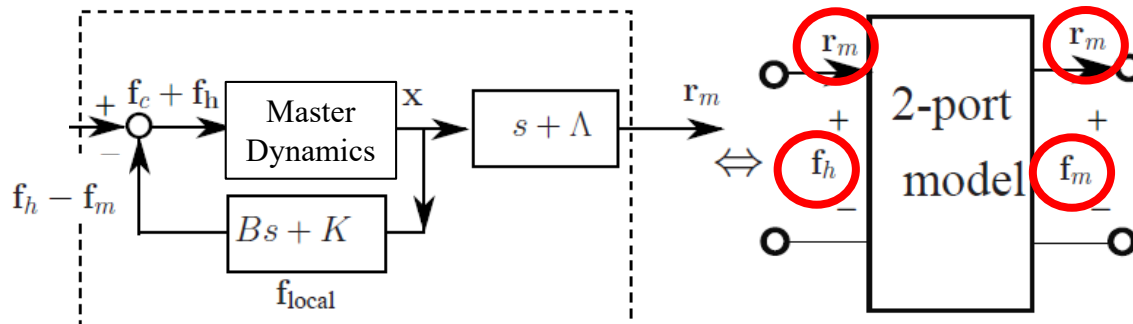 +
f_c + f_h
Master
Dynamics
x
s + Λ
r_m
−
f_h − f_m
Bs + K
f_local
⇔
r_m
r_m
+
2-port
model
+
f_h
f_m
−
−